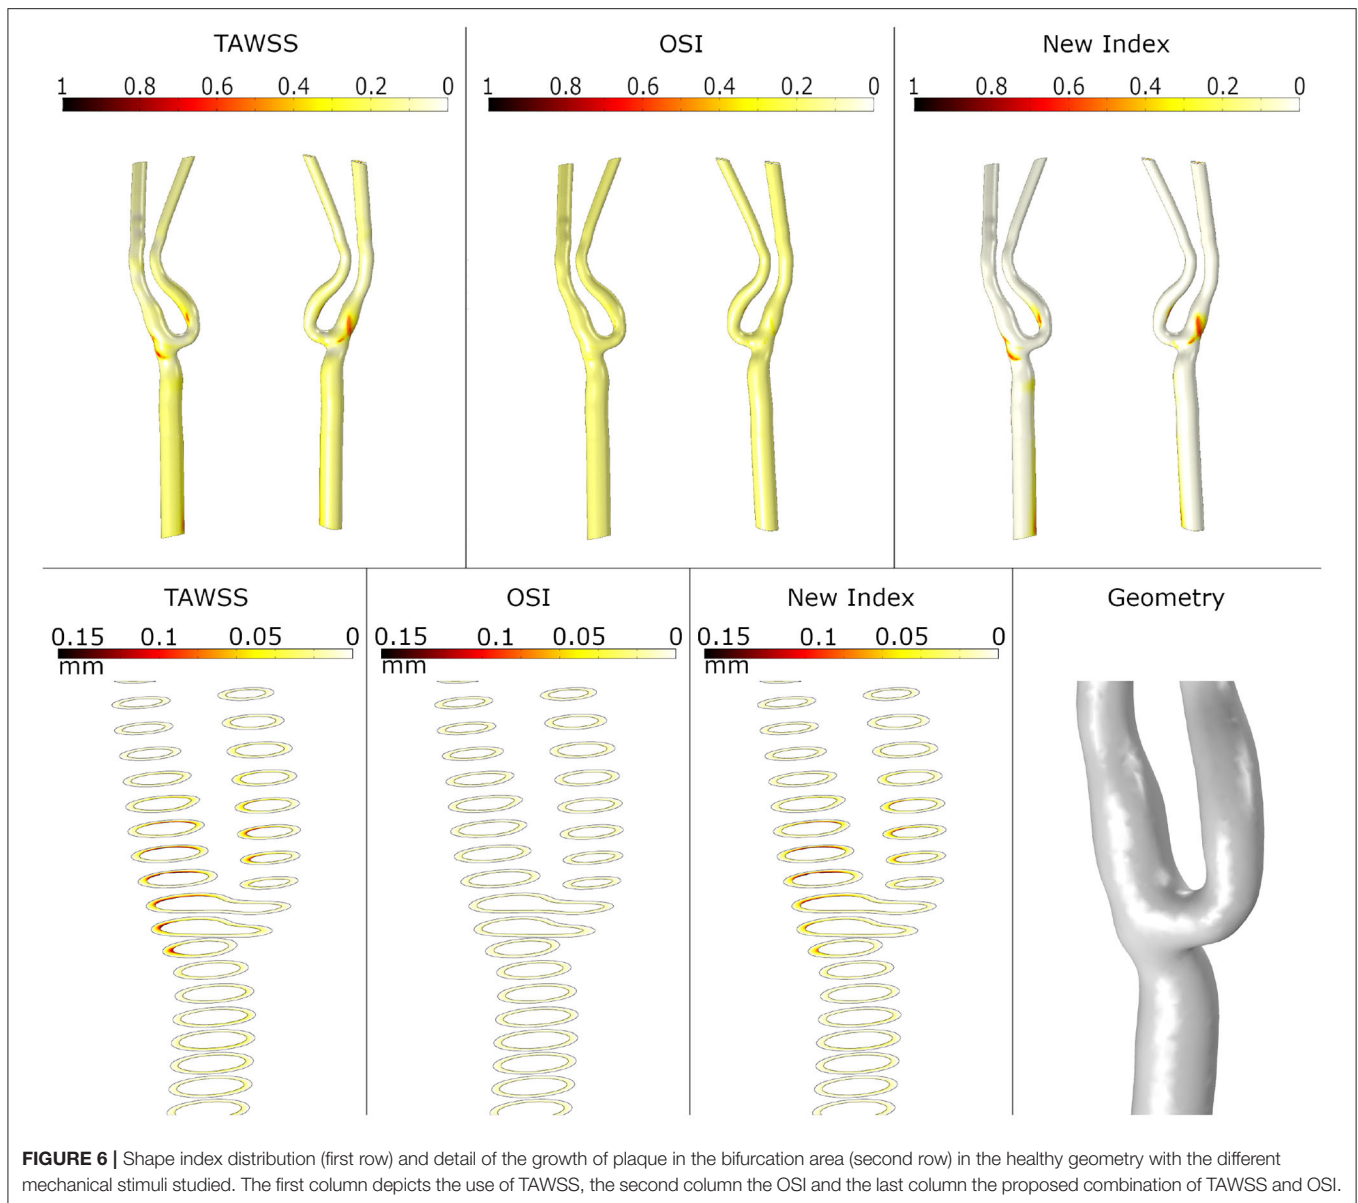 TAWSS OSI New Index
1 0.8 0.6 0.4 0.2 0 1 0.8 0.6 0.4 0.2 0 1 0.8 0.6 0.4 0.2 0
TAWSS OSI New Index Geometry
0.15 0.1 0.05 0 0.15 0.1 0.05 0 0.15 0.1 0.05 0
mm mm mm
FIGURE 6 | Shape index distribution (first row) and detail of the growth of plaque in the bifurcation area (second row) in the healthy geometry with the different
mechanical stimuli studied. The first column depicts the use of TAWSS, the second column the OSI and the last column the proposed combination of TAWSS and OSI.